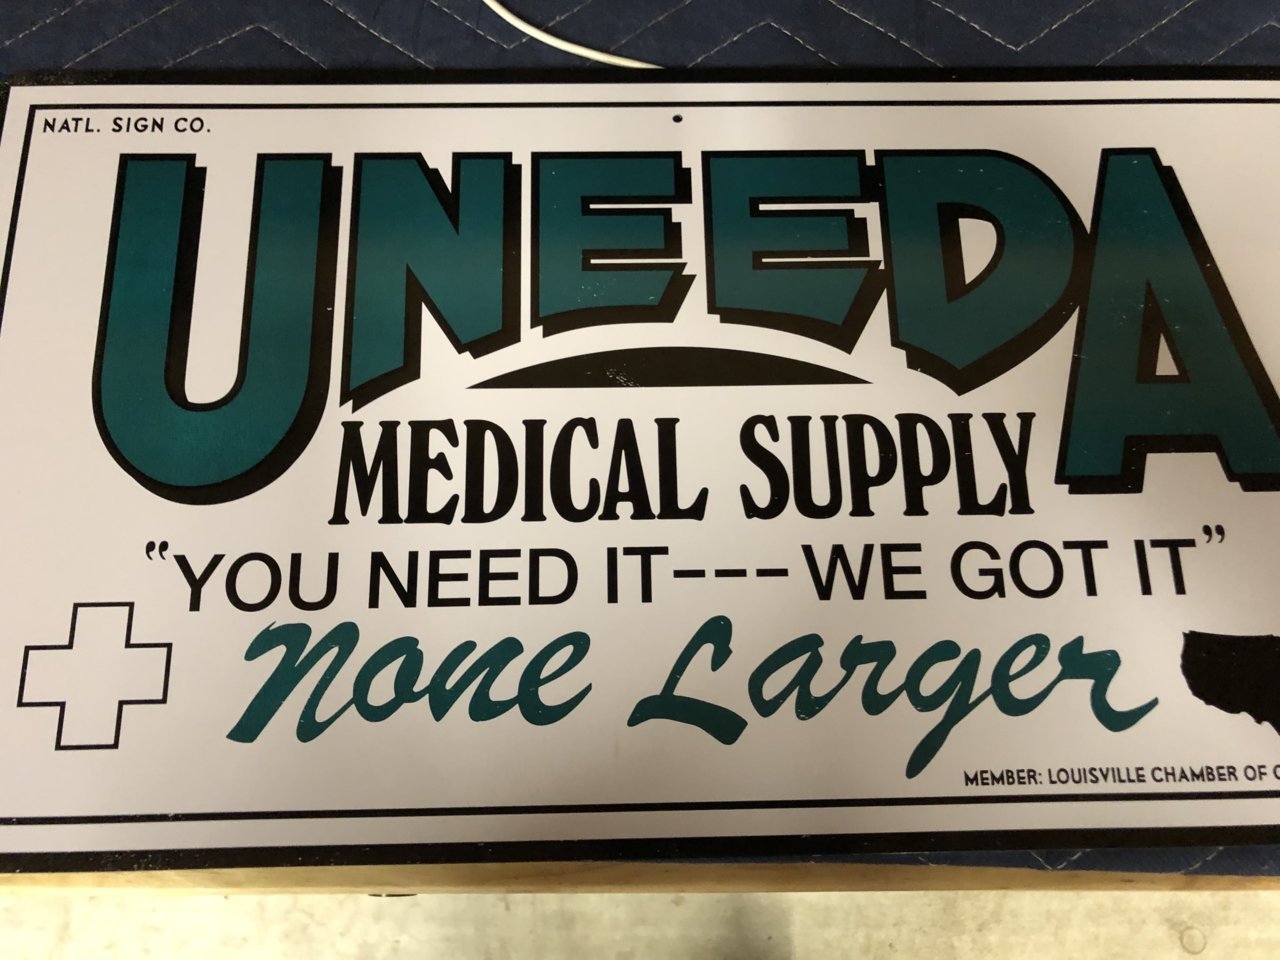 NATL. SIGN CO.
UNEEDA
MEDICAL SUPPLY
"YOU NEED IT---WE GOT IT"
None Larger
MEMBER: LOUISVILLE CHAMBER OF